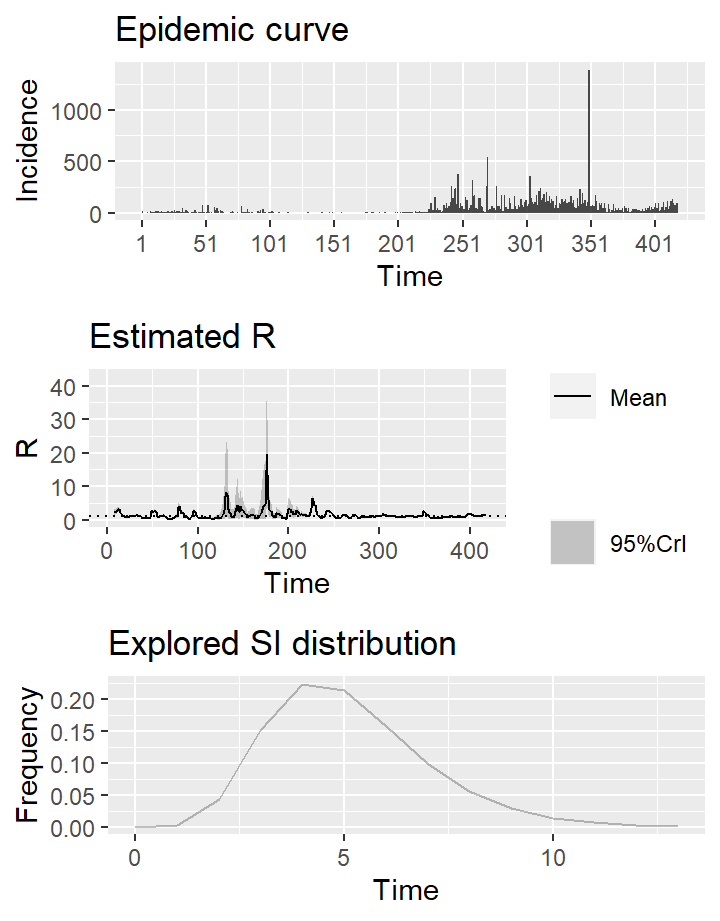 Epidemic curve
Incidence
1000
500
0
1 51 101 151 201 251 301 351 401
Time
Estimated R
R
40
30
20
10
0
0 100 200 300 400
Time
Mean
95%CrI
Explored SI distribution
Frequency
0.20
0.15
0.10
0.05
0.00
0 5 10
Time